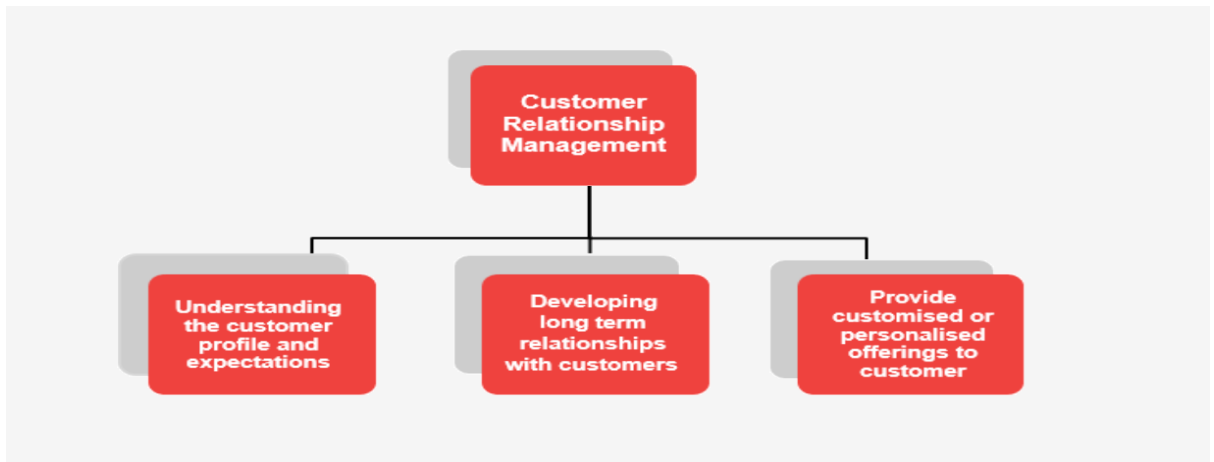 Customer
Relationship
Management
Understanding
the customer
profile and
expectations
Developing
long term
relationships
with customers
Provide
customised or
personalised
offerings to
customer